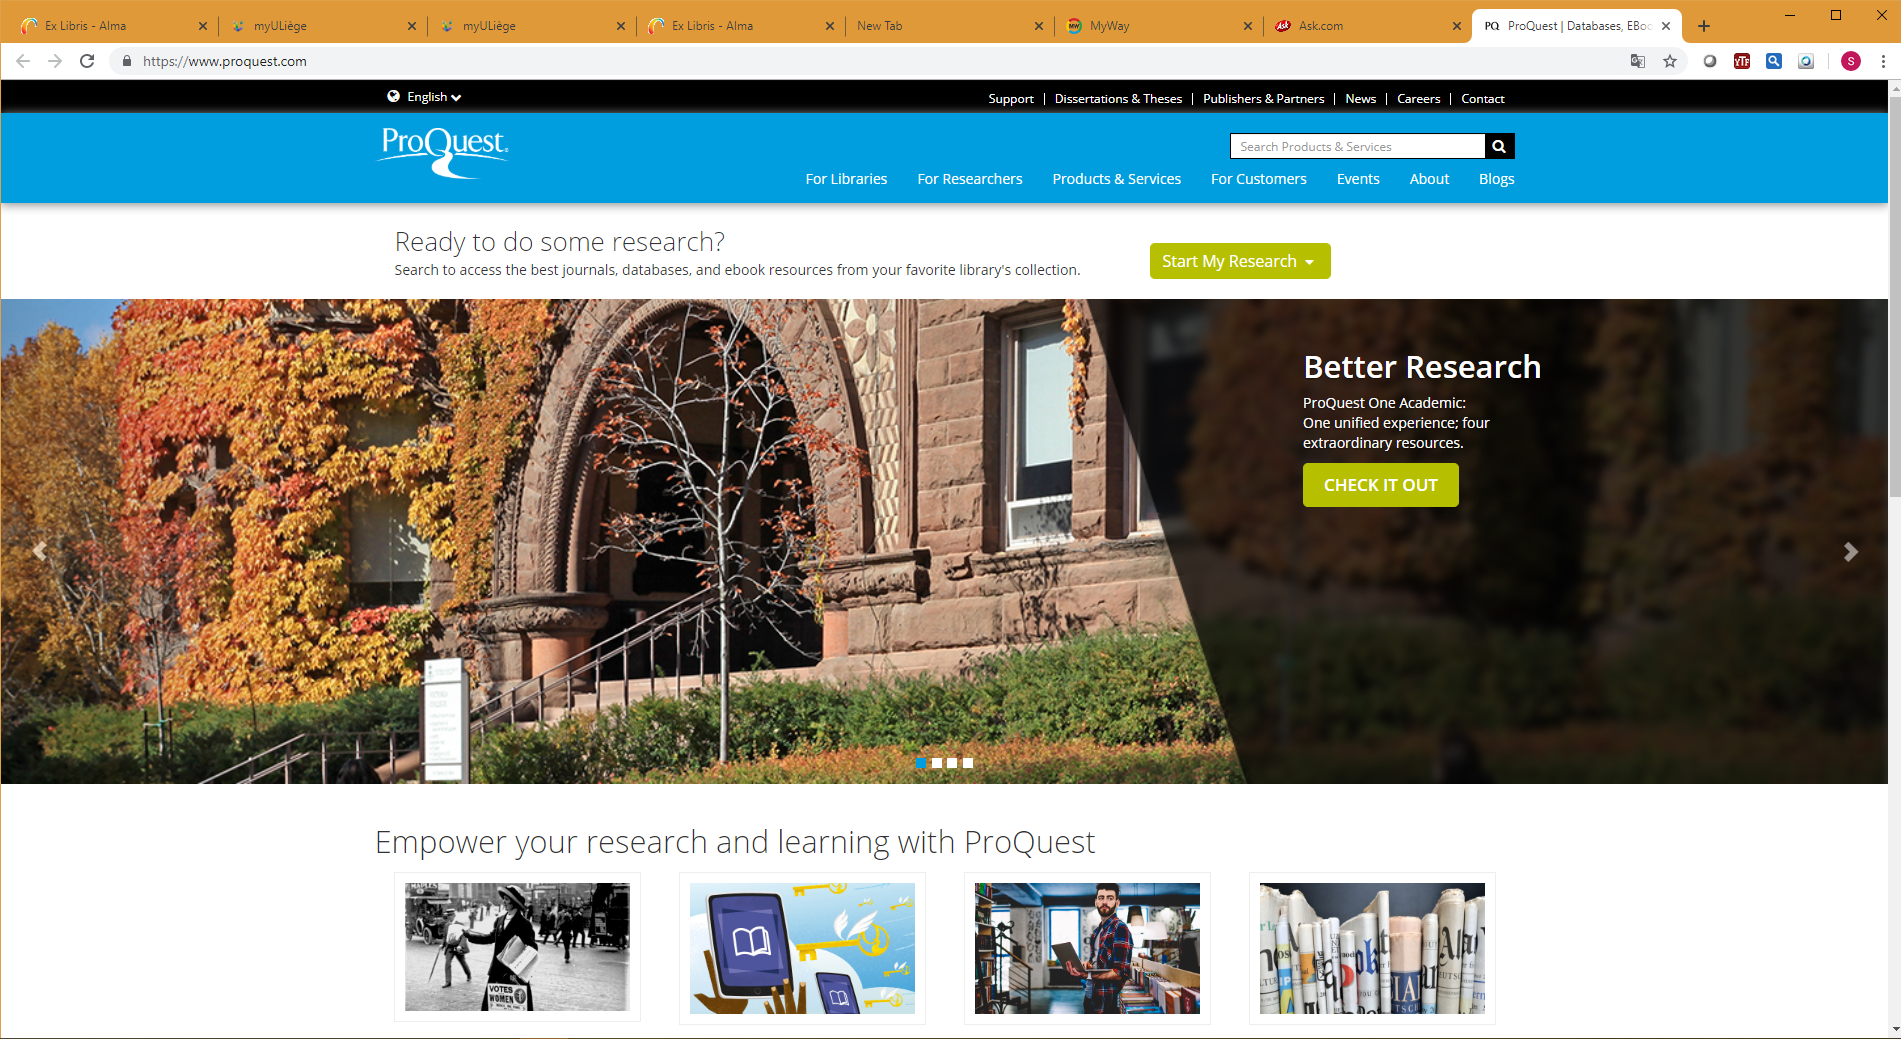 Ex Libris - Alma
myULiège
myULiège
Ex Libris - Alma
New Tab
MyWay
Ask.com
PQ ProQuest | Databases, EBoo
https://www.proquest.com
English
Support | Dissertations & Theses | Publishers & Partners | News | Careers | Contact
ProQuest
Search Products & Services
For Libraries For Researchers Products & Services For Customers Events About Blogs
Ready to do some research?
Search to access the best journals, databases, and ebook resources from your favorite library's collection.
Start My Research
Better Research
ProQuest One Academic:
One unified experience; four
extraordinary resources.
CHECK IT OUT
Empower your research and learning with ProQuest
VOTES
WOMEN